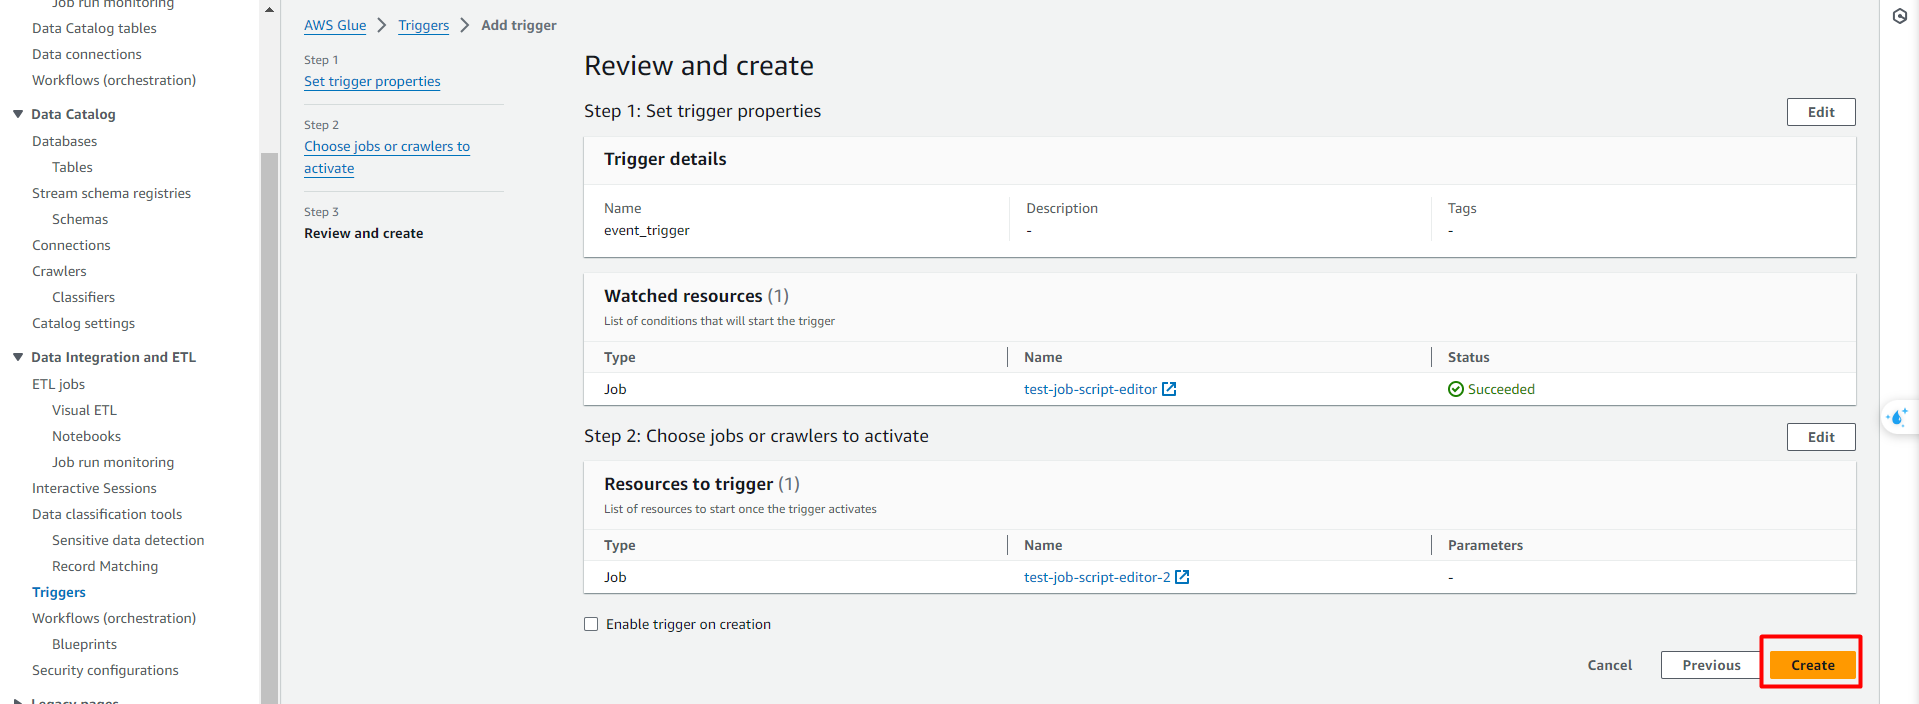 Job run monitoring
Data Catalog tables
Data connections
Workflows (orchestration)
Data Catalog
Databases
Tables
Stream schema registries
Schemas
Connections
Crawlers
Classifiers
Catalog settings
Data Integration and ETL
ETL jobs
Visual ETL
Notebooks
Job run monitoring
Interactive Sessions
Data classification tools
Sensitive data detection
Record Matching
Triggers
Workflows (orchestration)
Blueprints
Security configurations
Legacy pages
AWS Glue > Triggers > Add trigger
Step 1
Set trigger properties
Step 2
Choose jobs or crawlers to
activate
Step 3
Review and create
Review and create
Step 1: Set trigger properties
Edit
Trigger details
Name Description Tags
event_trigger - -
Watched resources (1)
List of conditions that will start the trigger
Type Name Status
Job test-job-script-editor Succeeded
Step 2: Choose jobs or crawlers to activate
Edit
Resources to trigger (1)
List of resources to start once the trigger activates
Type Name Parameters
Job test-job-script-editor-2 -
Enable trigger on creation
Cancel Previous Create